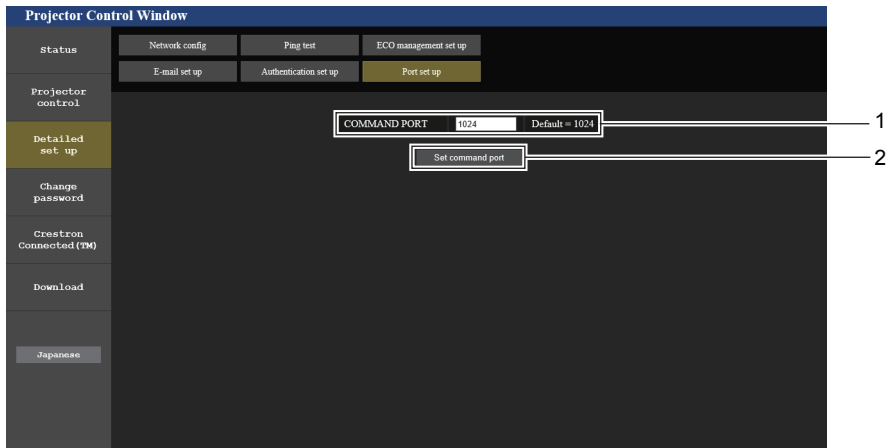 Projector Control Window
Status
Network config
Ping test
ECO management set up
E-mail set up
Authentication set up
Port set up
Projector
control
COMMAND PORT 1024 Default = 1024
1
Set command port
2
Detailed
set up
Change
password
Crestron
Connected(TM)
Download
Japanese